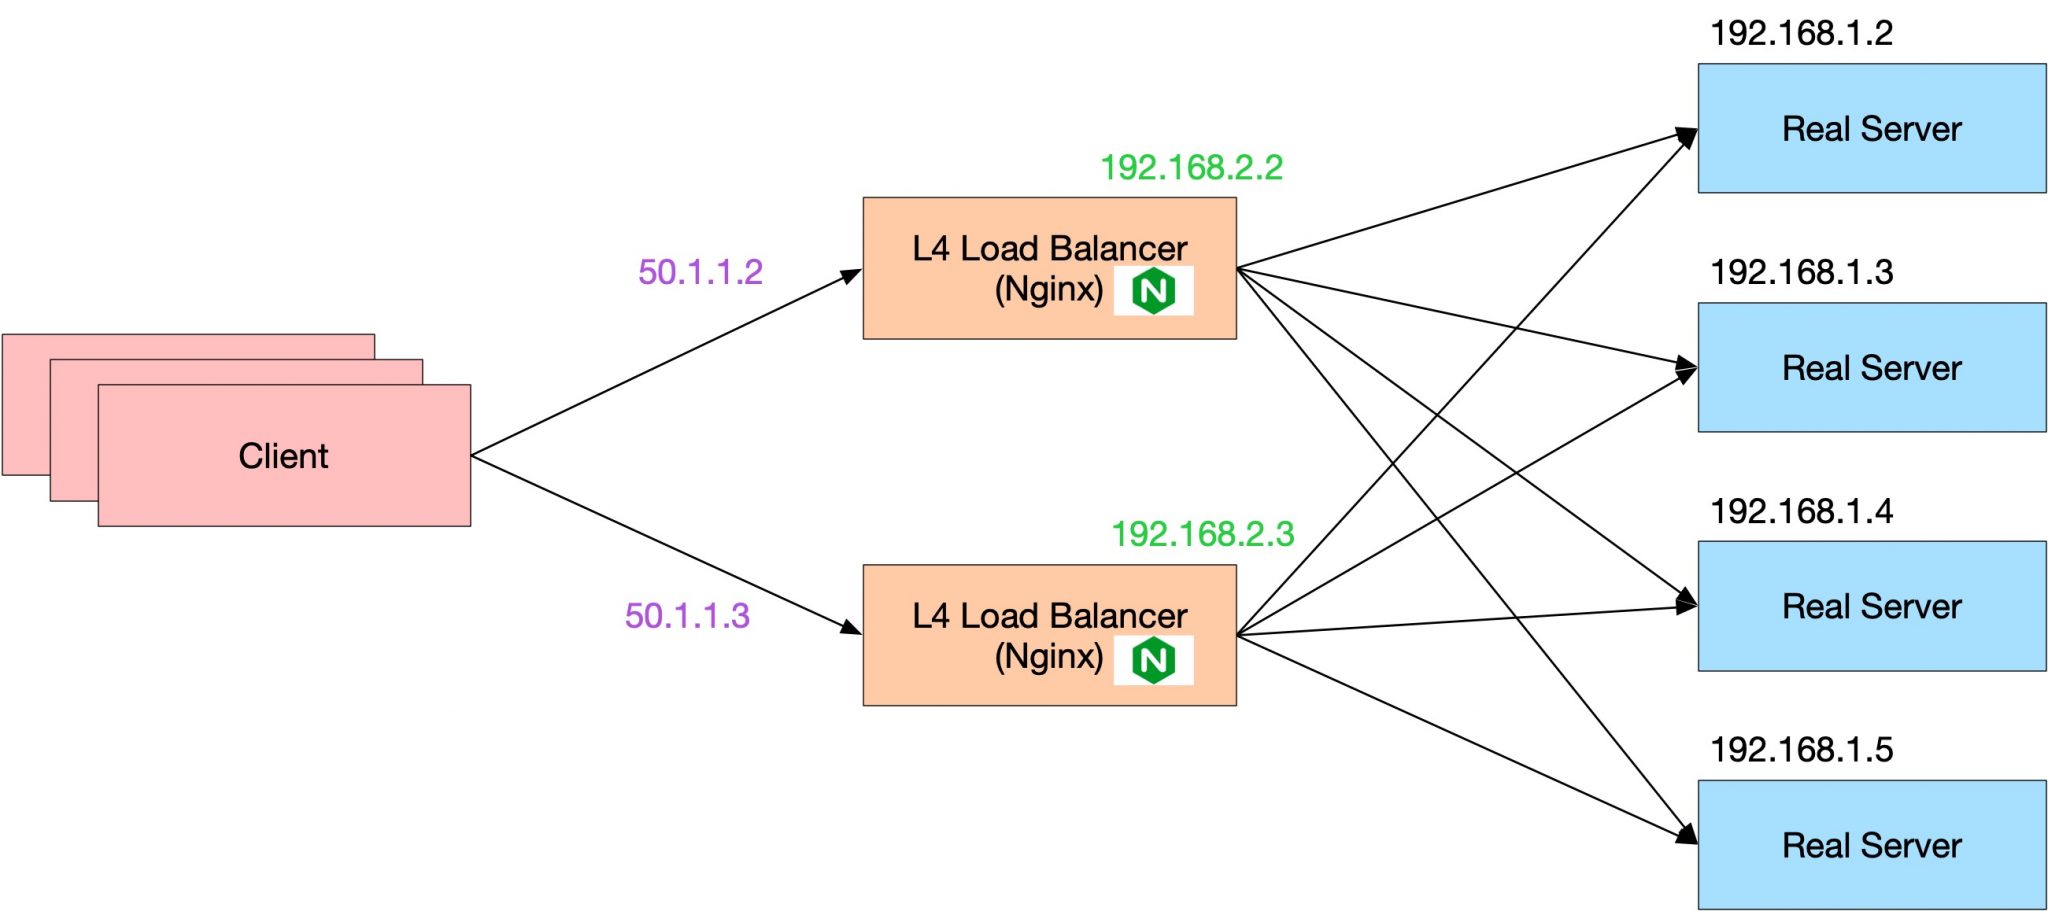 192.168.1.2
Real Server
192.168.2.2
L4 Load Balancer
(Nginx) N
50.1.1.2
192.168.1.3
Real Server
Client
192.168.1.4
Real Server
192.168.2.3
50.1.1.3
L4 Load Balancer
(Nginx) N
192.168.1.5
Real Server